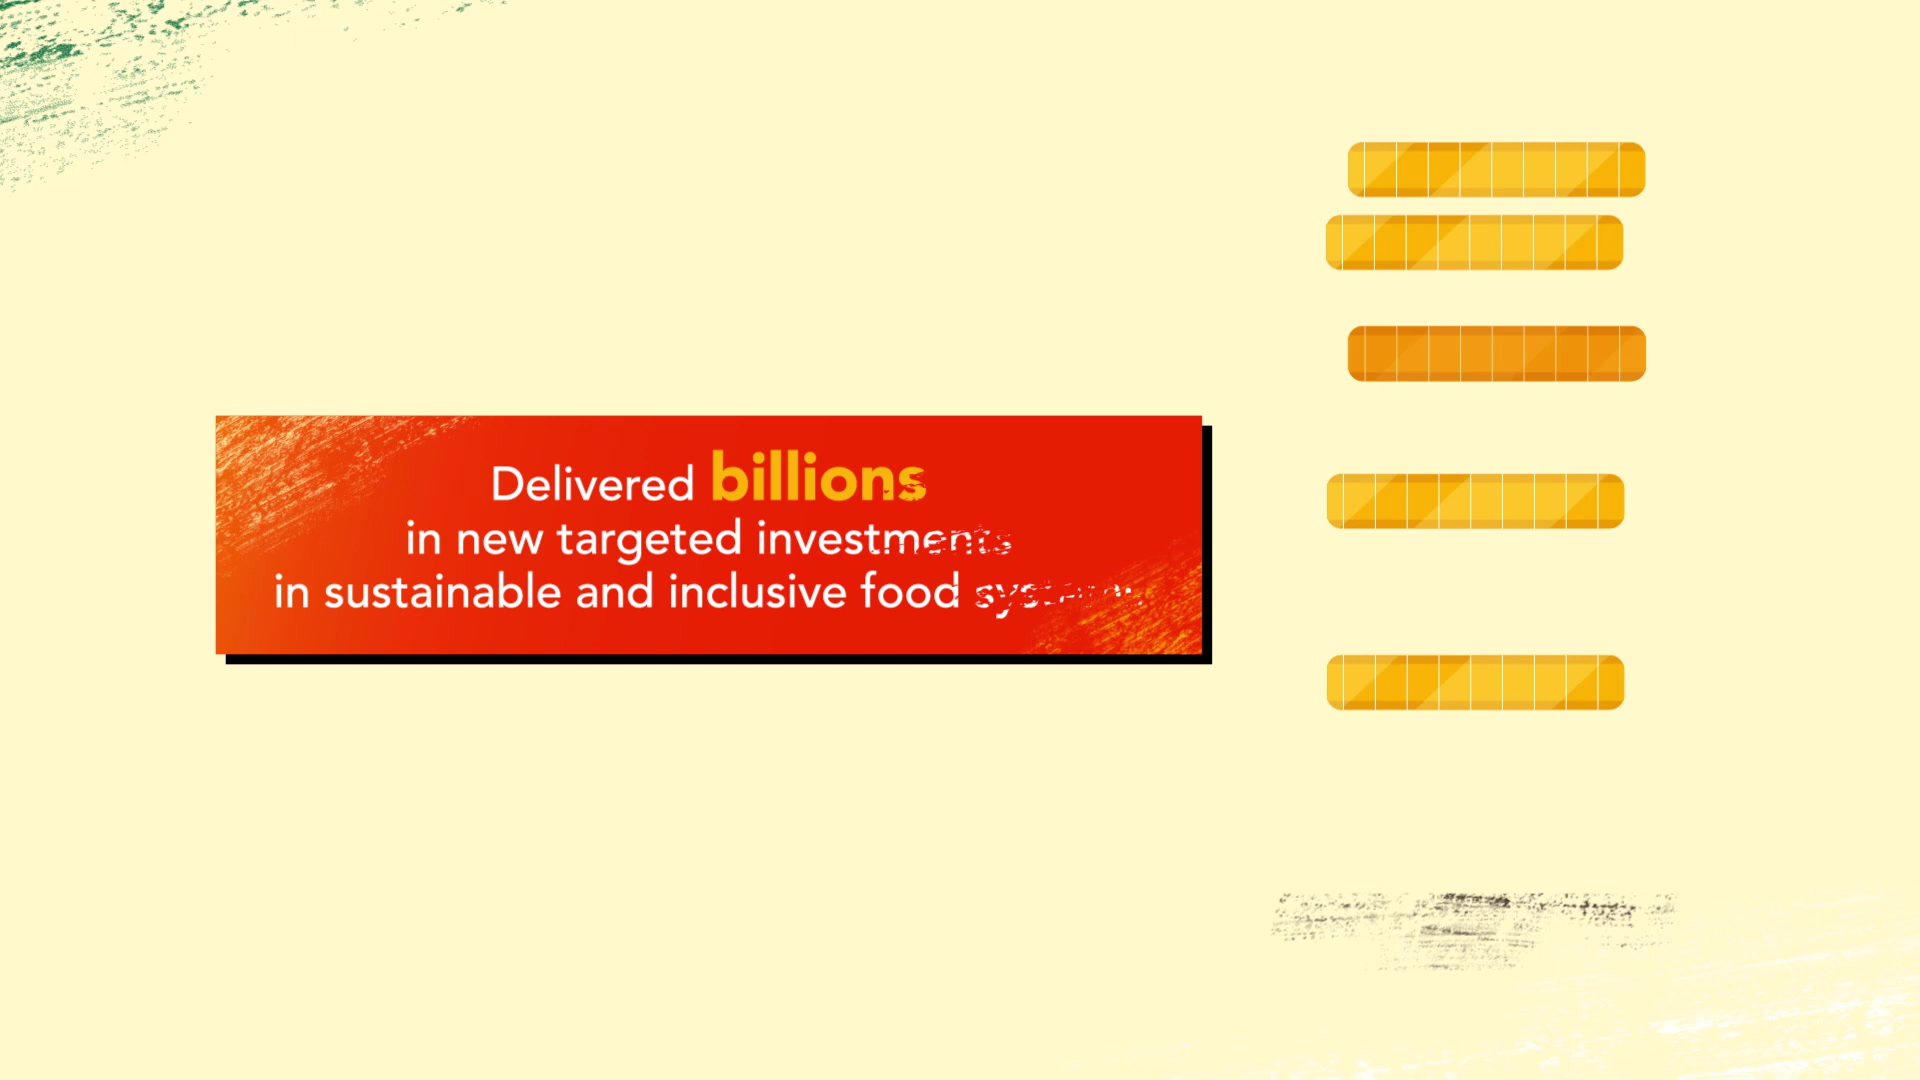 Delivered billions
in new targeted investments
in sustainable and inclusive food